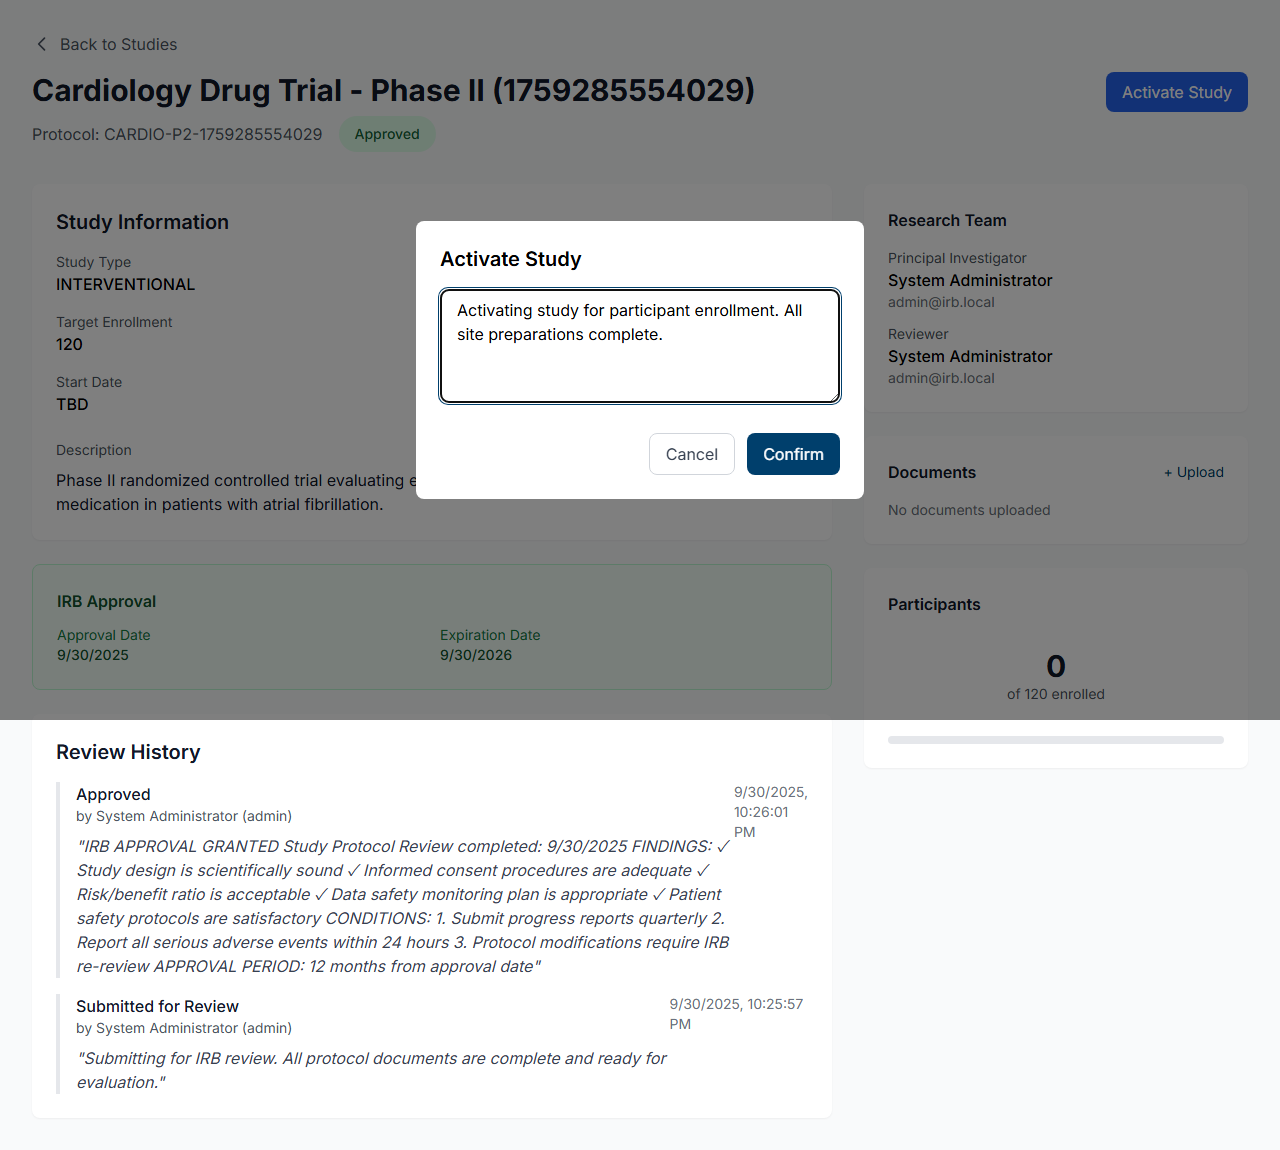 Back to Studies
Cardiology Drug Trial - Phase II (1759285554029)
Activate Study
Protocol: CARDIO-P2-1759285554029
Approved
Study Information
Study Type
INTERVENTIONAL
Target Enrollment
120
Start Date
TBD
Description
Phase II randomized controlled trial evaluating e
medication in patients with atrial fibrillation.
Activate Study
Activating study for participant enrollment. All
site preparations complete.
Cancel
Confirm
Research Team
Principal Investigator
System Administrator
admin@irb.local
Reviewer
System Administrator
admin@irb.local
Documents
+ Upload
No documents uploaded
IRB Approval
Approval Date
9/30/2025
Expiration Date
9/30/2026
Participants
0
of 120 enrolled
Review History
Approved
by System Administrator (admin)
9/30/2025,
10:26:01
PM
"IRB APPROVAL GRANTED Study Protocol Review completed: 9/30/2025 FINDINGS: ✓
Study design is scientifically sound ✓ Informed consent procedures are adequate ✓
Risk/benefit ratio is acceptable ✓ Data safety monitoring plan is appropriate ✓ Patient
safety protocols are satisfactory CONDITIONS: 1. Submit progress reports quarterly 2.
Report all serious adverse events within 24 hours 3. Protocol modifications require IRB
re-review APPROVAL PERIOD: 12 months from approval date"
Submitted for Review
by System Administrator (admin)
9/30/2025, 10:25:57
PM
"Submitting for IRB review. All protocol documents are complete and ready for
evaluation."